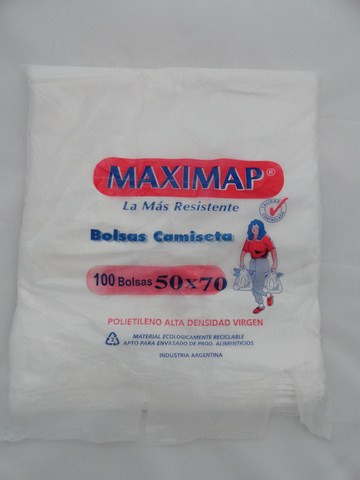 MAXIMAP®
La Más Resistente
Bolsas Camiseta
100 Bolsas 50x70
POLIETILENO ALTA DENSIDAD VIRGEN
MATERIAL ECOLOGICAMENTE RECICLABLE
APTO PARA ENVASADO DE PROD. ALIMENTICIOS
INDUSTRIA ARGENTINA